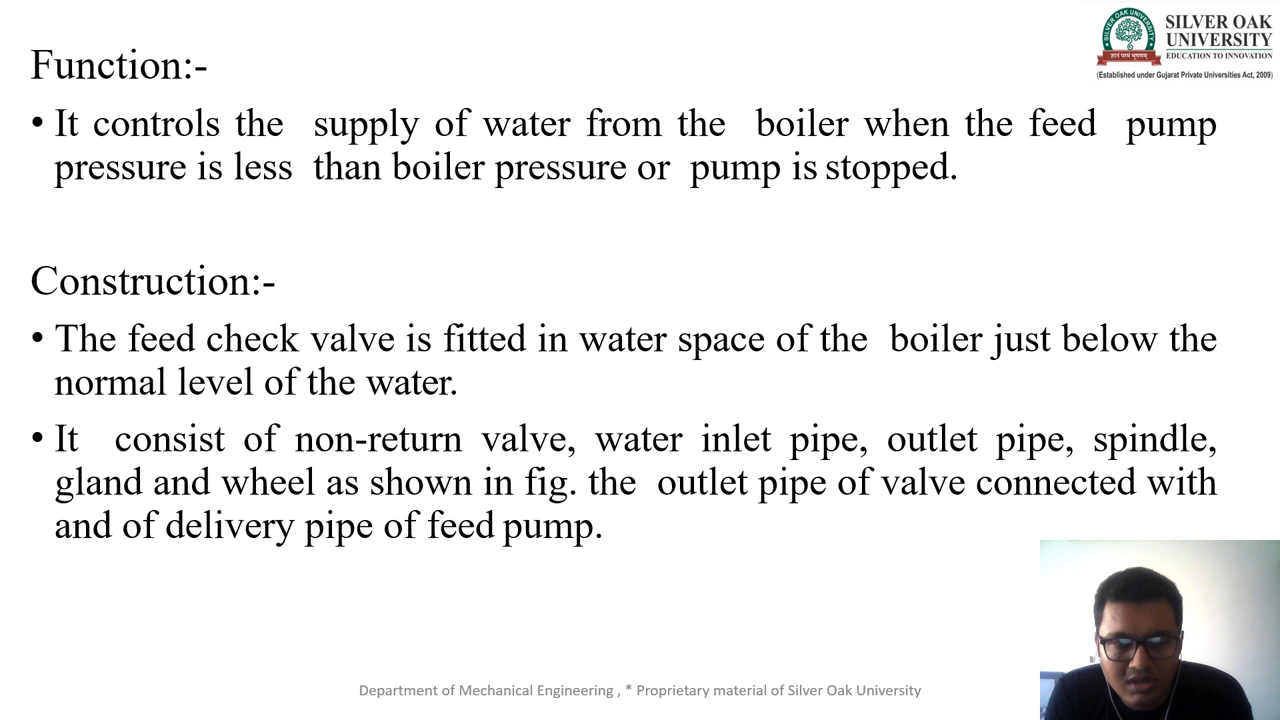 SILVER OAK
UNIVERSITY
EDUCATION TO INNOVATION
(Established under Gujarat Private Universities Act, 2009)
SILVER OAK UNIVERSITY
Function:-
• It controls the supply of water from the boiler when the feed pump
pressure is less than boiler pressure or pump is stopped.
Construction:-
• The feed check valve is fitted in water space of the boiler just below the
normal level of the water.
• It consist of non-return valve, water inlet pipe, outlet pipe, spindle,
gland and wheel as shown in fig. the outlet pipe of valve connected with
and of delivery pipe of feed pump.
Department of Mechanical Engineering , * Proprietary material of Silver Oak University